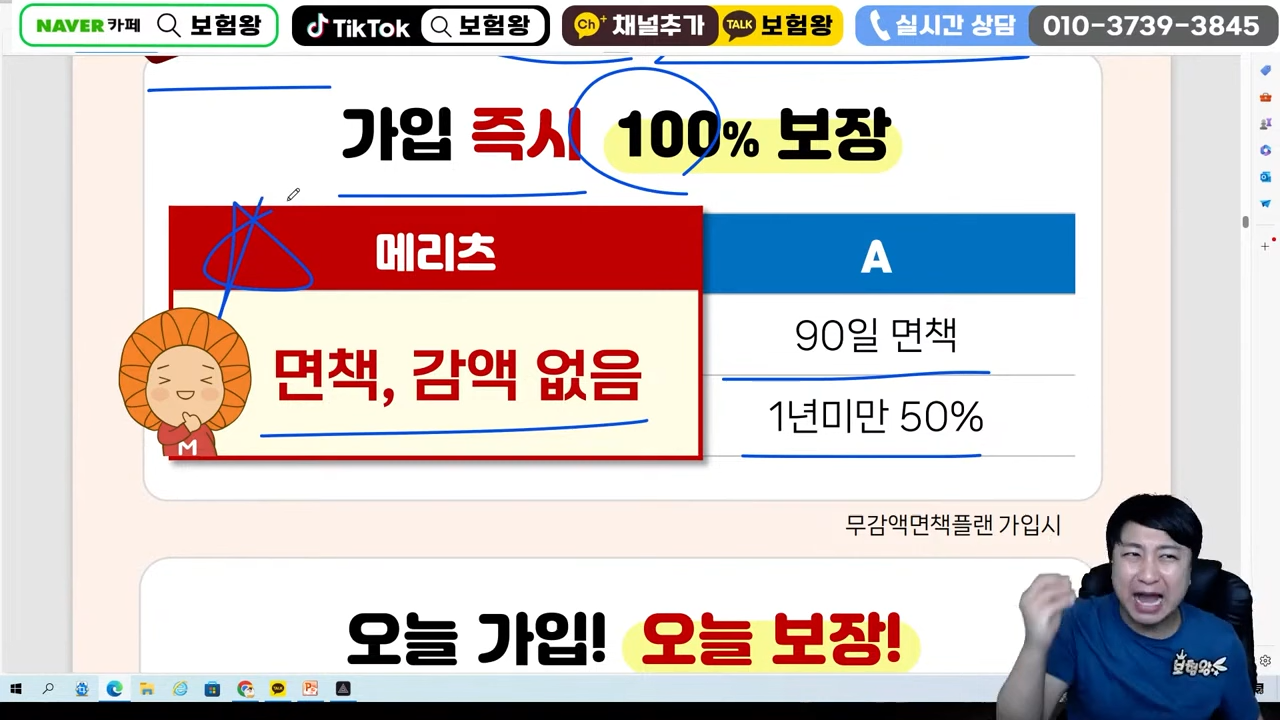 NAVER 카페 보험왕 TikTok 보험왕 Ch+ 채널추가 TALK 보험왕 실시간 상담 010-3739-3845
가입 즉시 100% 보장
메리츠 A
면책, 감액 없음
90일 면책
1년미만 50%
M
무감액면책플랜 가입시
오늘 가입! 오늘 보장!
보험왕